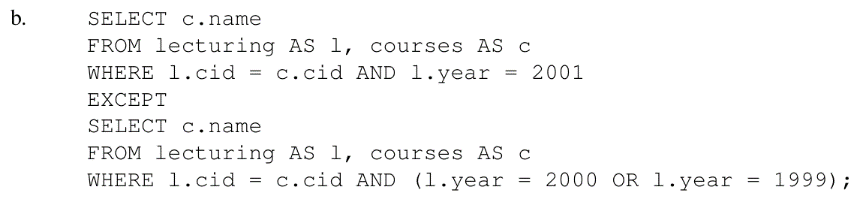 b. SELECT c.name
FROM lecturing AS l, courses AS c
WHERE l.cid = c.cid AND l.year = 2001
EXCEPT
SELECT c.name
FROM lecturing AS l, courses AS c
WHERE l.cid = c.cid AND (l.year = 2000 OR l.year = 1999);